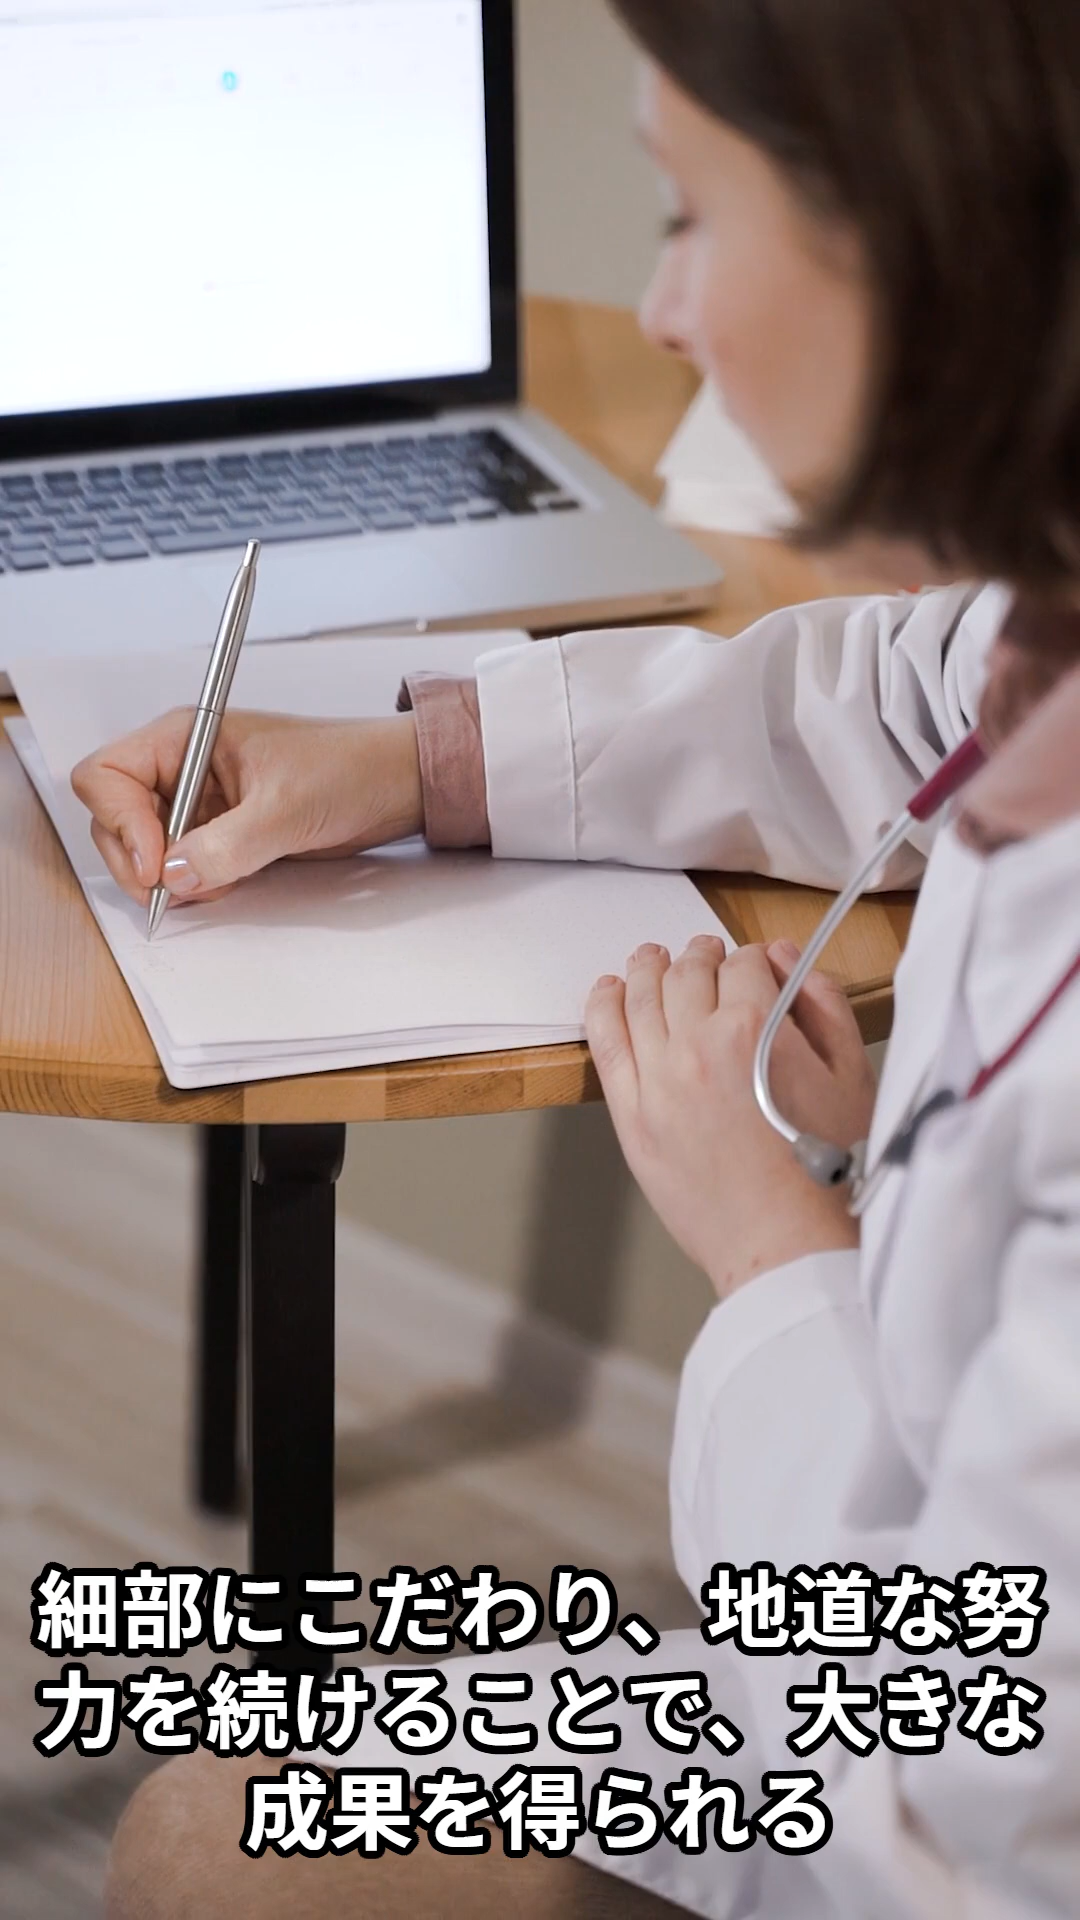 細部にこだわり、地道な努
力を続けることで、大きな
成果を得られる